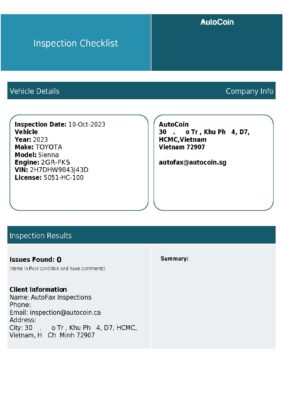 AutoCoin
Inspection Checklist
Vehicle Details
Company Info
Inspection Date: 10-Oct-2023
Vehicle
Year: 2023
Make: TOYOTA
Model: Sienna
Engine: 2GR-FKS
VIN: 2H7DHW9843J43D
License: 5051-HC-100
AutoCoin
30 . o Tr , Khu Ph 4, D7,
HCMC,Vietnam
Vietnam 72907
autofax@autocoin.sg
Inspection Results
Issues Found: 0
(Items in Poor condition and have comments)
Summary:
Client Information
Name: AutoFax Inspections
Phone:
Email: inspection@autocoin.ca
Address:
City: 30 . o Tr , Khu Ph 4, D7, HCMC,
Vietnam, H Ch Minh 72907